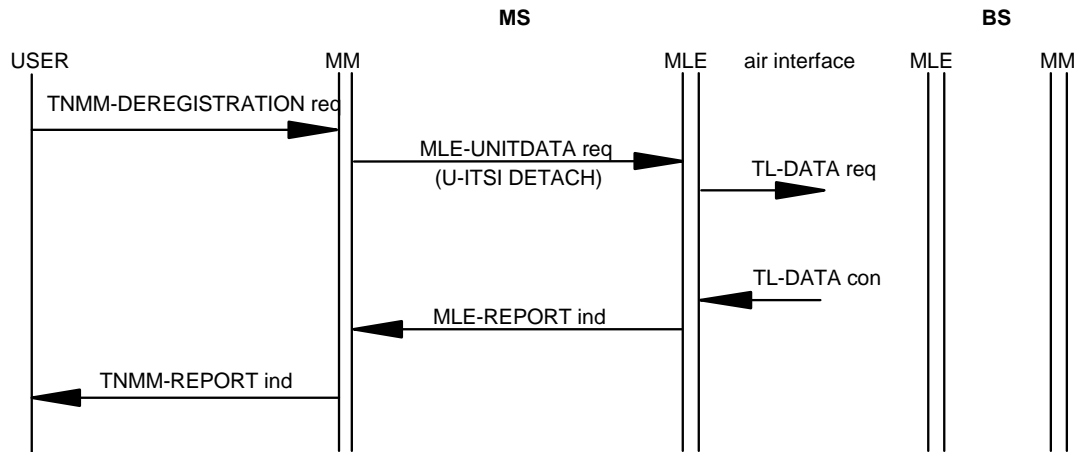 MS BS
USER MM MLE air interface MLE MM
TNMM-DEREGISTRATION req
MLE-UNITDATA req
(U-ITSI DETACH)
TL-DATA req
TL-DATA con
MLE-REPORT ind
TNMM-REPORT ind